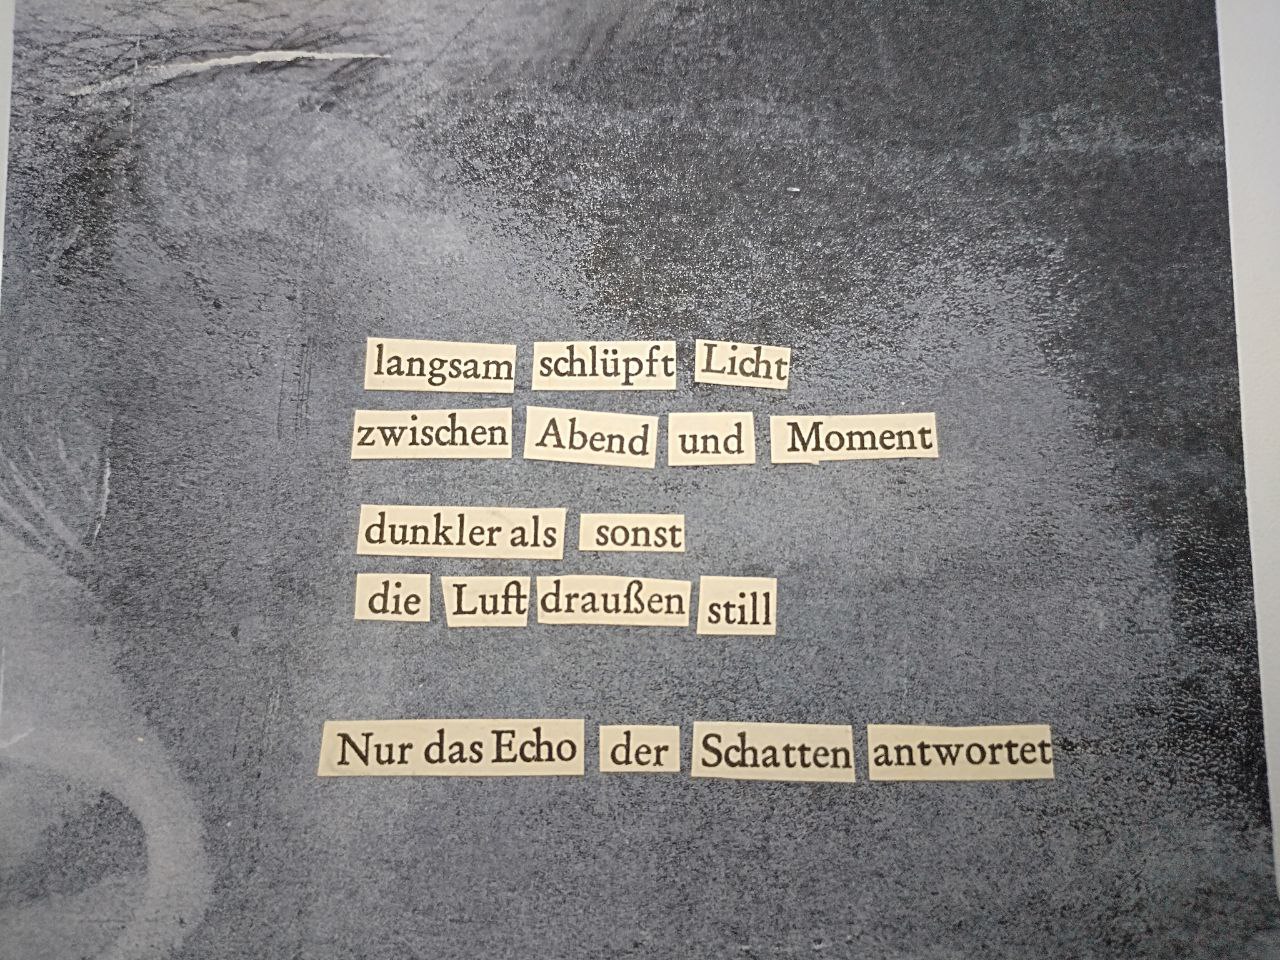 langsam schlüpft Licht
zwischen Abend und Moment
dunkler als sonst
die Luft draußen still
Nur das Echo der Schatten antwortet